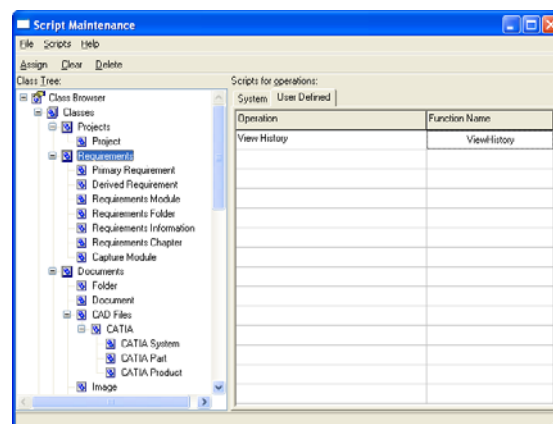 Script Maintenance
File Scripts Help
Assign Clear Delete
Class Tree:
Class Browser
Classes
Projects
Project
Requirements
Primary Requirement
Derived Requirement
Requirements Module
Requirements Folder
Requirements Information
Requirements Chapter
Capture Module
Documents
Folder
Document
CAD Files
CATIA
CATIA System
CATIA Part
CATIA Product
Image
Scripts for operations:
System User Defined
Operation Function Name
View History ViewHistory